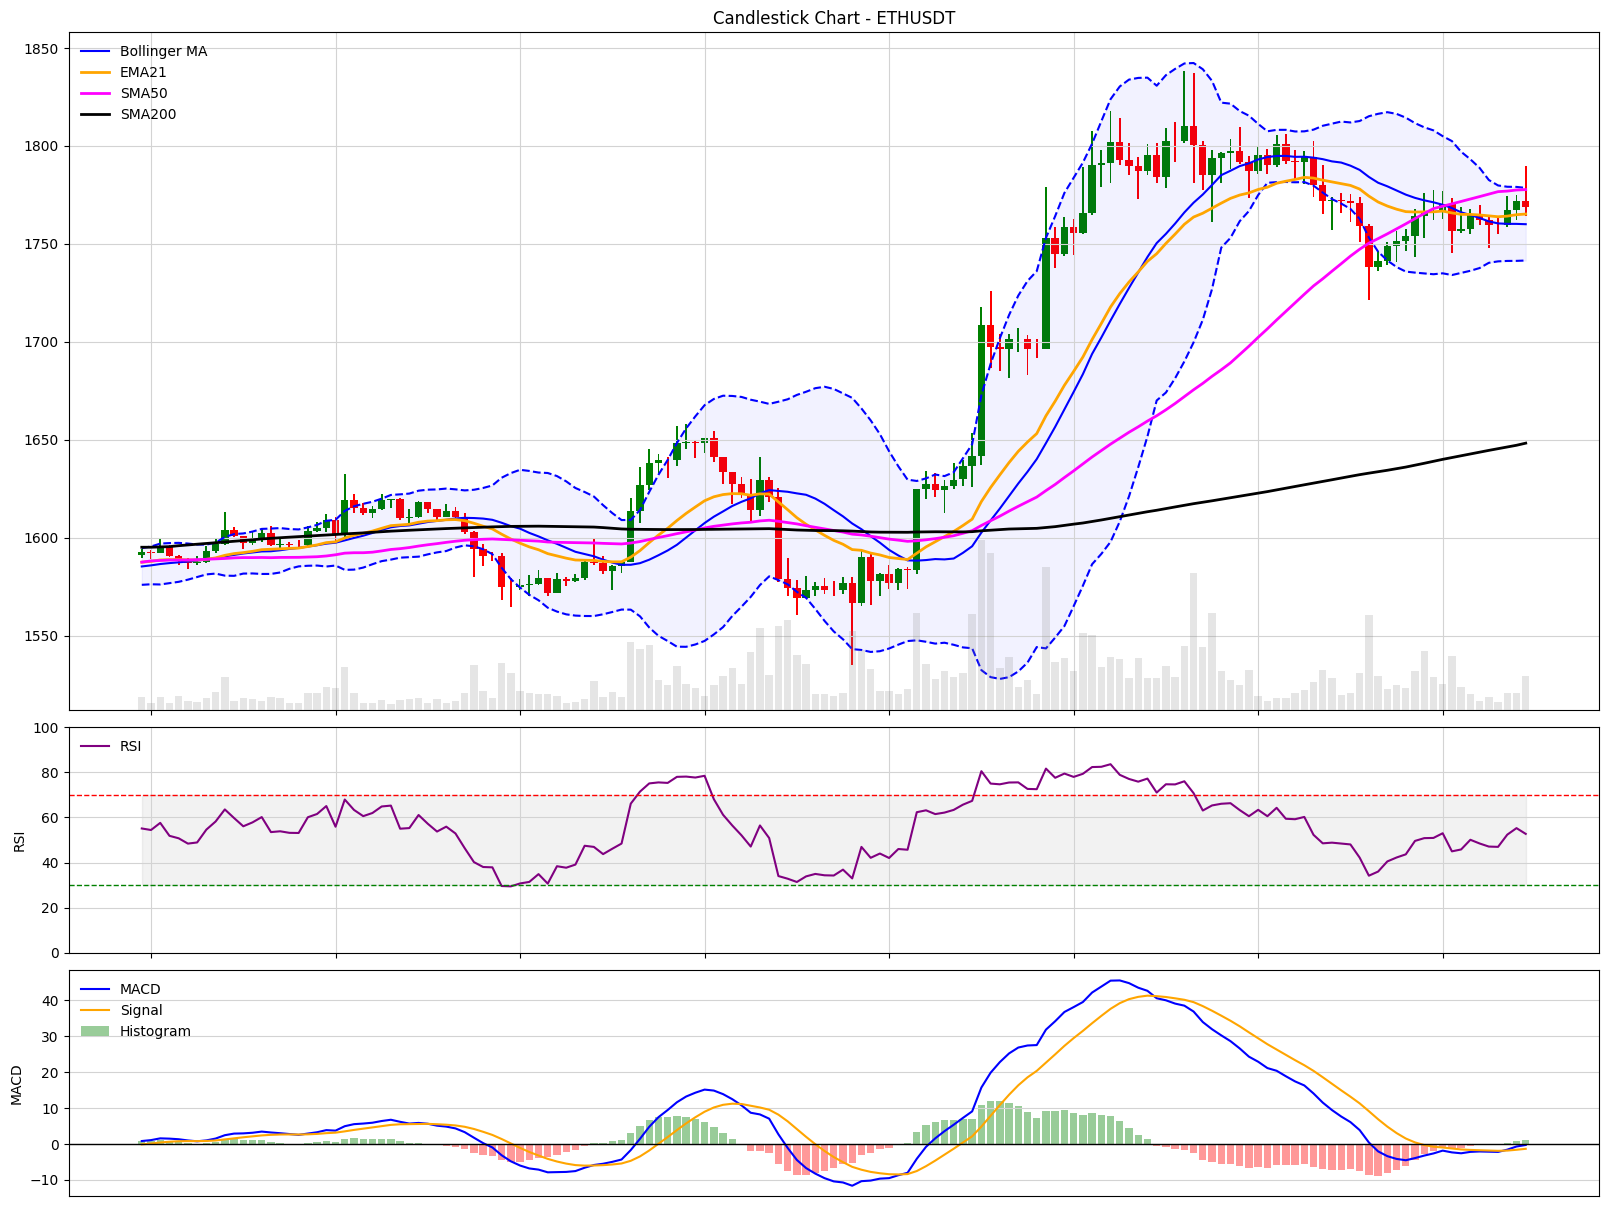 Candlestick Chart - ETHUSDT
1850
1800
1750
1700
1650
1600
1550
Bollinger MA
EMA21
SMA50
SMA200
100
80
60
40
20
0
RSI
RSI
40
30
20
10
0
−10
MACD
MACD
Signal
Histogram